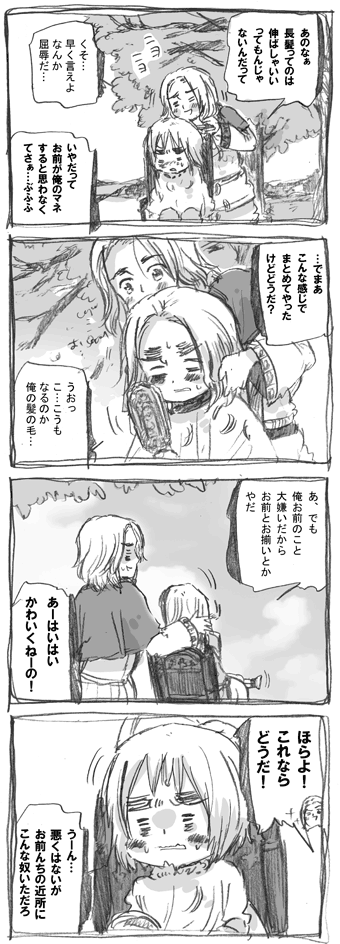 あのなぁ
長髪ってのは
伸ばしゃいい
ってもんじゃ
ないんだって
くそ…
早く言えよ
なんか
屈辱だ…
いやだって
お前が俺のマネ
すると思わなく
てさぁ…ふふふ
…でまあ
こんな感じで
まとめてやった
けどどうだ?
うおっ
こ…こうも
なるのか
俺の髪の毛…
あ、でも
俺お前のこと
大嫌いだから
お前とお揃いとか
やだ
あーはいはい
かわいくねーの!
ほらよ!
これなら
どうだ!
うーん…
悪くはないが
お前んちの近所に
こんな奴いただろ